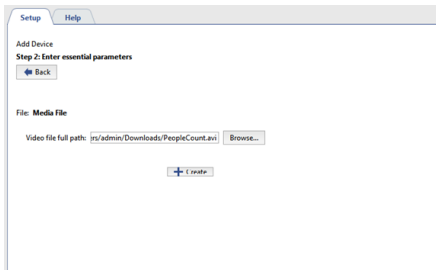 Setup Help
Add Device
Step 2: Enter essential parameters
Back
File: Media File
Video file full path: ers/admin/Downloads/PeopleCount.avi Browse...
Create